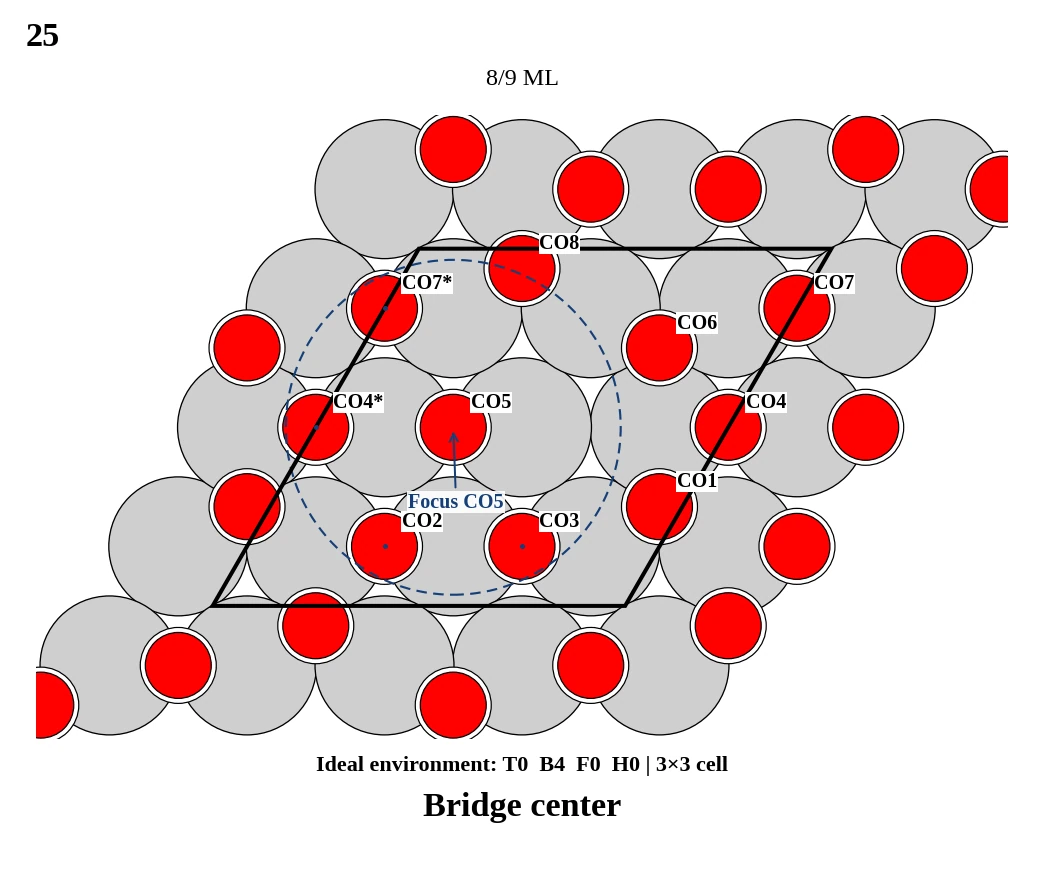 25
8/9 ML
CO8
CO7*
CO7
CO6
CO4*
CO5
CO4
CO1
Focus CO5
CO2
CO3
Ideal environment: T0 B4 F0 H0 | 3×3 cell
Bridge center